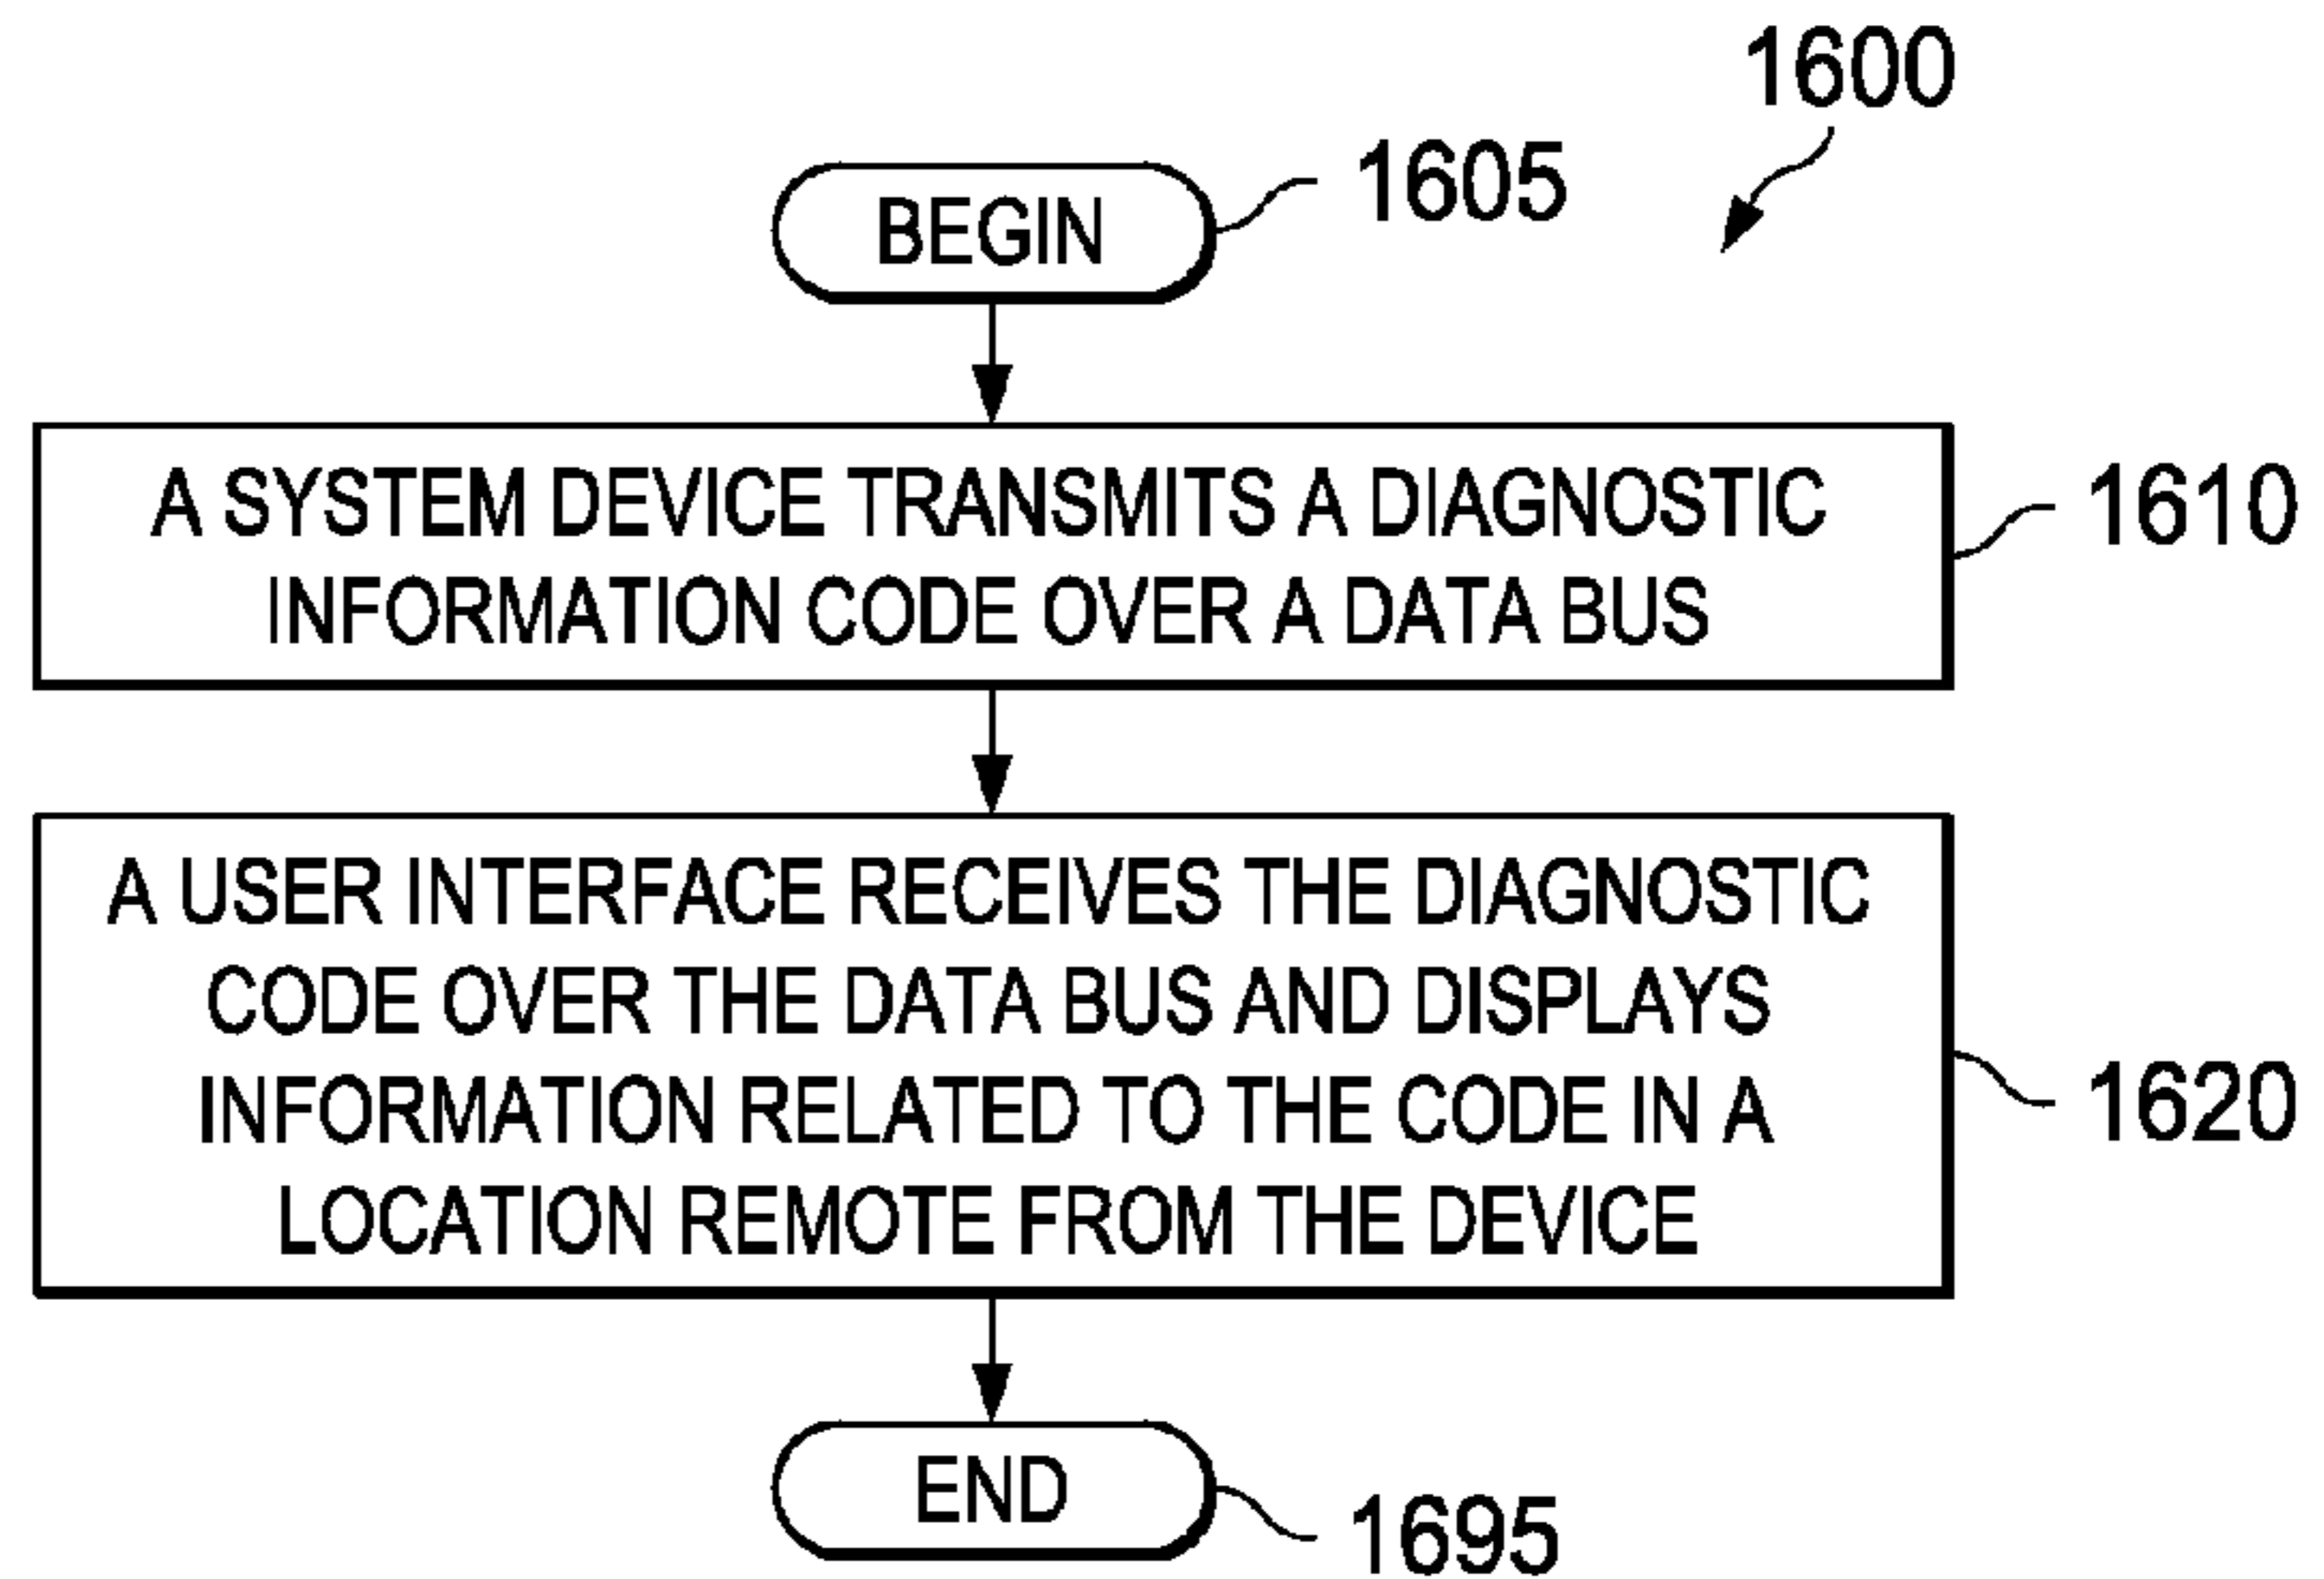 1600
BEGIN
1605
A SYSTEM DEVICE TRANSMITS A DIAGNOSTIC
INFORMATION CODE OVER A DATA BUS
1610
A USER INTERFACE RECEIVES THE DIAGNOSTIC
CODE OVER THE DATA BUS AND DISPLAYS
INFORMATION RELATED TO THE CODE IN A
LOCATION REMOTE FROM THE DEVICE
1620
END
1695